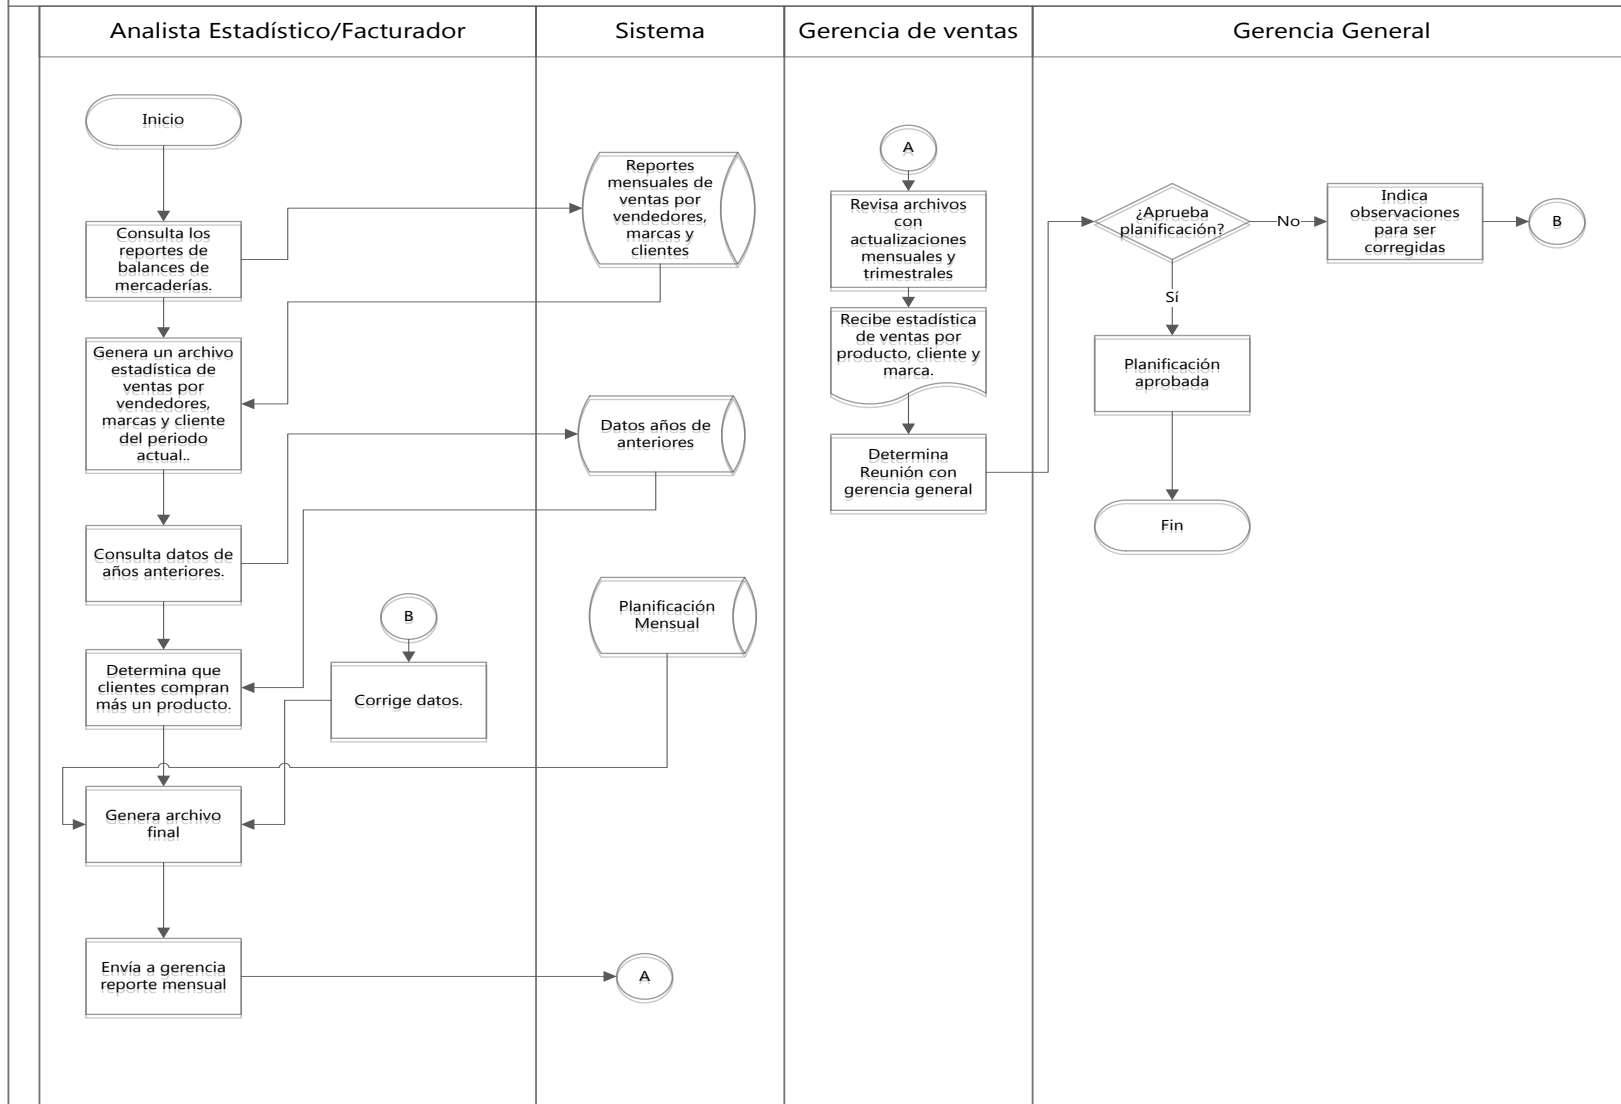 Analista Estadístico/Facturador
Sistema
Gerencia de ventas
Gerencia General
Inicio
Consulta los
reportes de
balances de
mercaderías.
Genera un archivo
estadística de
ventas por
vendedores,
marcas y cliente
del periodo
actual..
Consulta datos de
años anteriores.
Determina que
clientes compran
más un producto.
B
Corrige datos.
Genera archivo
final
Envía a gerencia
reporte mensual
Reportes
mensuales de
ventas por
vendedores,
marcas y
clientes
Datos años de
anteriores
Planificación
Mensual
A
A
Revisa archivos
con
actualizaciones
mensuales y
trimestrales
Recibe estadística
de ventas por
producto, cliente y
marca.
Determina
Reunión con
gerencia general
¿Aprueba
planificación?
No
Indica
observaciones
para ser
corregidas
B
Sí
Planificación
aprobada
Fin